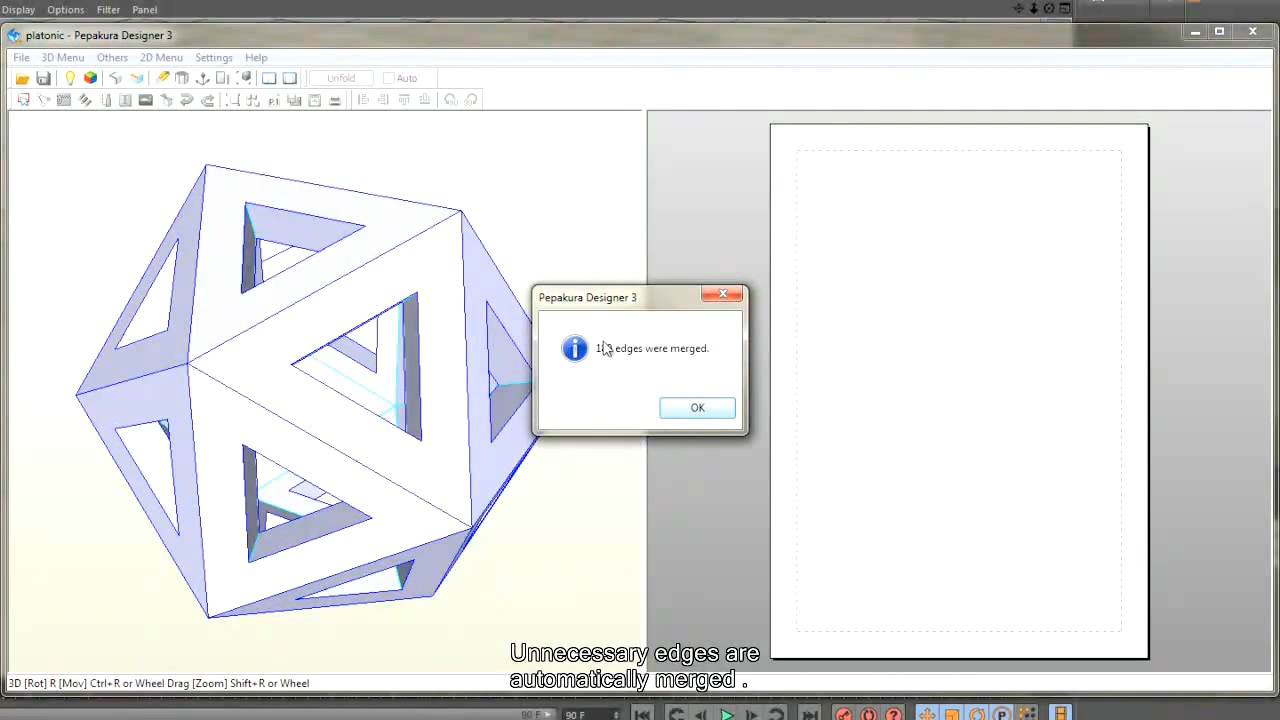 Display Options Filter Panel
platonic - Pepakura Designer 3
File 3D Menu Others 2D Menu Settings Help
Unfold Auto
Pepakura Designer 3
edges were merged.
OK
Unnecessary edges are
automatically merged .
3D [Rot] R [Mov] Ctrl+R or Wheel Drag [Zoom] Shift+R or Wheel
90 F 90 F